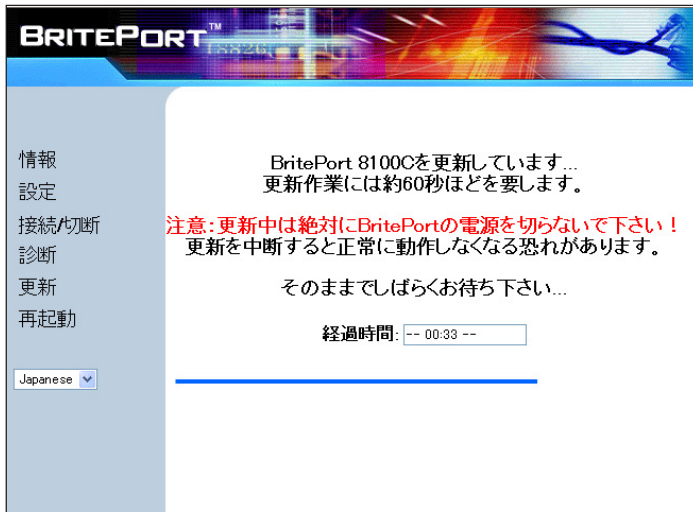 BRITEPORT™
情報
設定
接続/切断
診断
更新
再起動
Japanese
BritePort 8100Cを更新しています...
更新作業には約60秒ほどを要します。
注意:更新中は絶対にBritePortの電源を切らないで下さい!
更新を中断すると正常に動作しなくなる恐れがあります。
そのままでしばらくお待ち下さい...
経過時間: -- 00:33 --